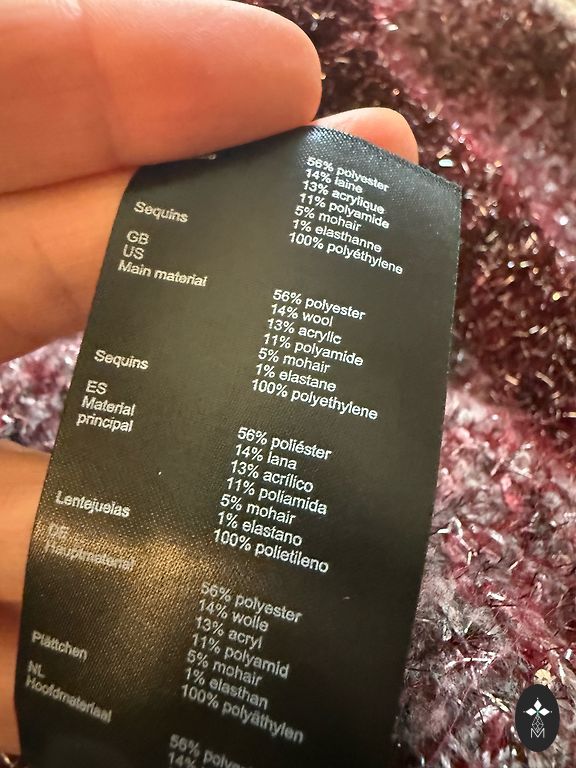 56% polyester
14% laine
13% acrylique
11% polyamide
5% mohair
1% elasthanne
Sequins 100% polyéthylene
GB
US
Main material
56% polyester
14% wool
13% acrylic
11% polyamide
5% mohair
1% elastane
Sequins 100% polyethylene
ES
Material
principal
56% poliéster
14% lana
13% acrílico
11% poliamida
5% mohair
1% elastano
Lentejuelas 100% polietileno
DE
Hauptmaterial
56% polyester
14% wolle
13% acryl
11% polyamid
5% mohair
1% elasthan
Plättchen 100% polyäthylen
NL
Hoofdmateriaal
56%
14%
M